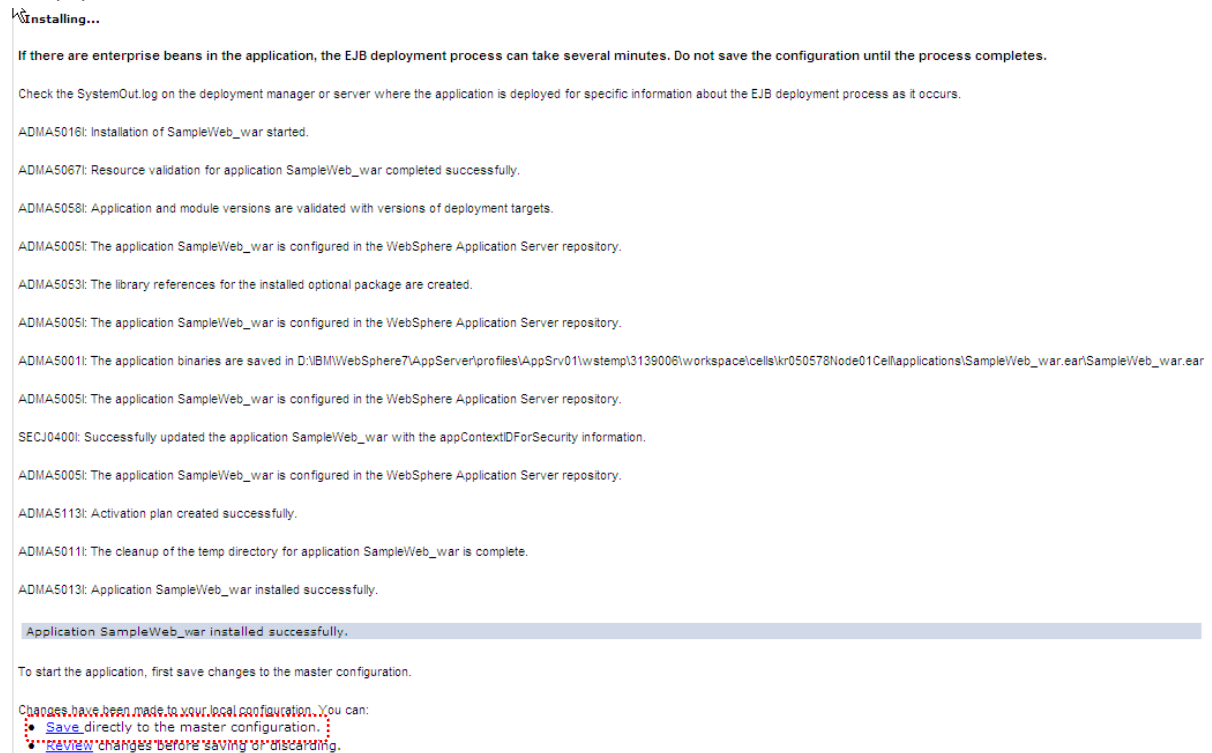 Installing...
If there are enterprise beans in the application, the EJB deployment process can take several minutes. Do not save the configuration until the process completes.
Check the SystemOut.log on the deployment manager or server where the application is deployed for specific information about the EJB deployment process as it occurs.
ADMA5016I: Installation of SampleWeb_war started.
ADMA5067I: Resource validation for application SampleWeb_war completed successfully.
ADMA5058I: Application and module versions are validated with versions of deployment targets.
ADMA5005I: The application SampleWeb_war is configured in the WebSphere Application Server repository.
ADMA5053I: The library references for the installed optional package are created.
ADMA5005I: The application SampleWeb_war is configured in the WebSphere Application Server repository.
ADMA5001I: The application binaries are saved in D:\IBM\WebSphere7\AppServer\profiles\AppSrv01\wstemp\3139006\workspace\cells\kr050578Node01Cell\applications\SampleWeb_war.ear\SampleWeb_war.ear
ADMA5005I: The application SampleWeb_war is configured in the WebSphere Application Server repository.
SECJ0400I: Successfully updated the application SampleWeb_war with the appContextIDForSecurity information.
ADMA5005I: The application SampleWeb_war is configured in the WebSphere Application Server repository.
ADMA5113I: Activation plan created successfully.
ADMA5011I: The cleanup of the temp directory for application SampleWeb_war is complete.
ADMA5013I: Application SampleWeb_war installed successfully.
Application SampleWeb_war installed successfully.
To start the application, first save changes to the master configuration.
Changes have been made to your local configuration. You can:
• Save directly to the master configuration.
• Review changes before saving or discarding.